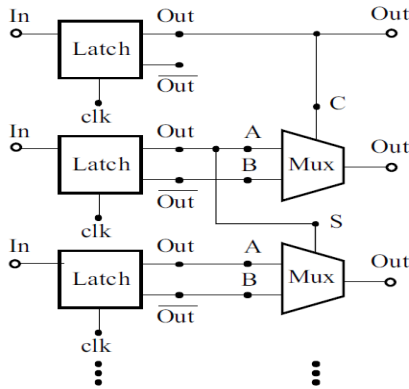 In Out Out
Latch
Out
clk C
In Out A
Latch B Mux Out
Out
clk S
In Out A Out
Latch B Mux
Out
clk